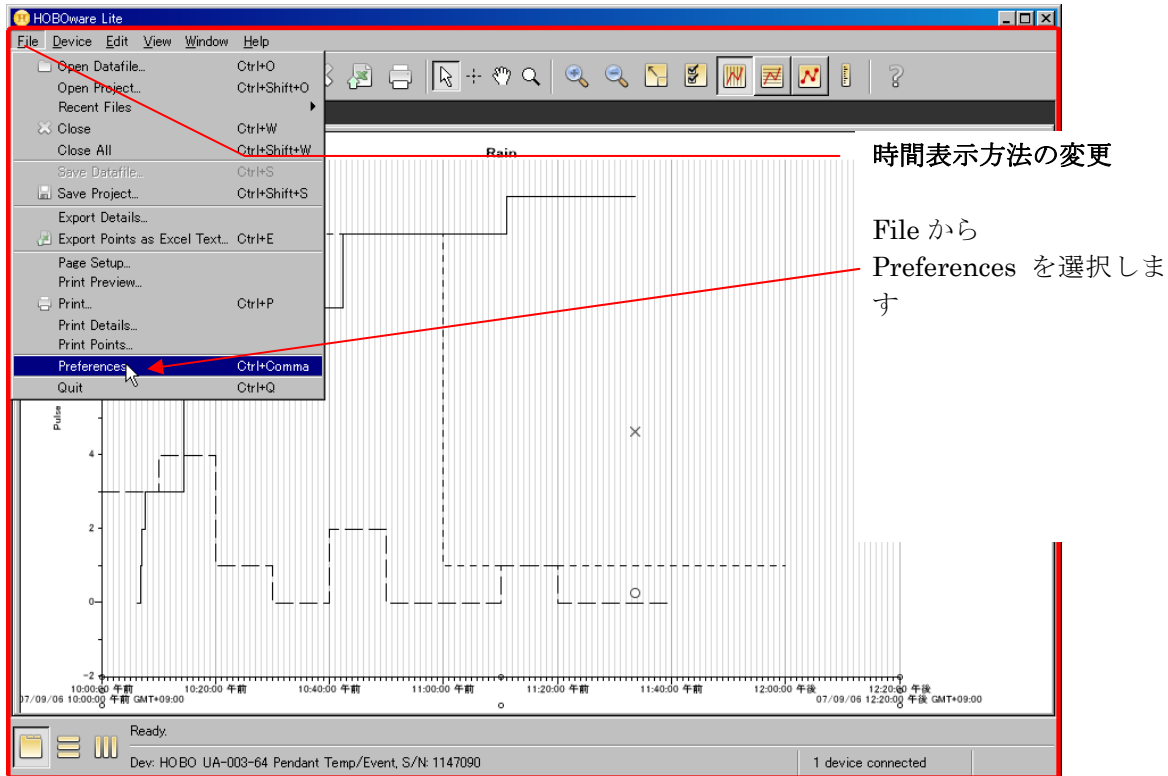 HOBOware Lite
File Device Edit View Window Help
Open Datafile... Ctrl+O
Open Project... Ctrl+Shift+O
Recent Files
Close Ctrl+W
Close All Ctrl+Shift+W
Save Datafile... Ctrl+S
Save Project... Ctrl+Shift+S
Export Details...
Export Points as Excel Text... Ctrl+E
Page Setup...
Print Preview...
Print... Ctrl+P
Print Details...
Print Points...
Preferences Ctrl+Comma
Quit Ctrl+Q
Rain
時間表示方法の変更
File から
Preferences を選択しま
す
Pulse
4
2
0
-2
10:00:00 午前 10:20:00 午前 10:40:00 午前 11:00:00 午前 11:20:00 午前 11:40:00 午前 12:00:00 午後 12:20:00 午後
07/09/06 10:00:00 午前 GMT+09:00 07/09/06 12:20:00 午後 GMT+09:00
Ready.
Dev: HOBO UA-003-64 Pendant Temp/Event, S/N: 1147090 1 device connected